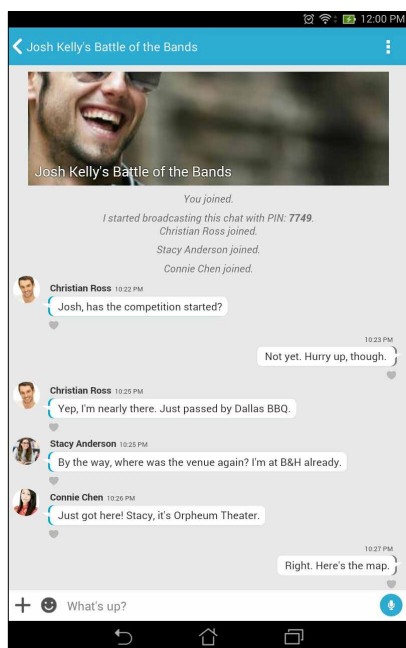 12:00 PM
Josh Kelly's Battle of the Bands
Josh Kelly's Battle of the Bands
You joined.
I started broadcasting this chat with PIN: 7749.
Christian Ross joined.
Stacy Anderson joined.
Connie Chen joined.
Christian Ross 10:22 PM
Josh, has the competition started?
10:23 PM
Not yet. Hurry up, though.
Christian Ross 10:25 PM
Yep, I'm nearly there. Just passed by Dallas BBQ.
Stacy Anderson 10:25 PM
By the way, where was the venue again? I'm at B&H already.
Connie Chen 10:26 PM
Just got here! Stacy, it's Orpheum Theater.
10:27 PM
Right. Here's the map.
What's up?